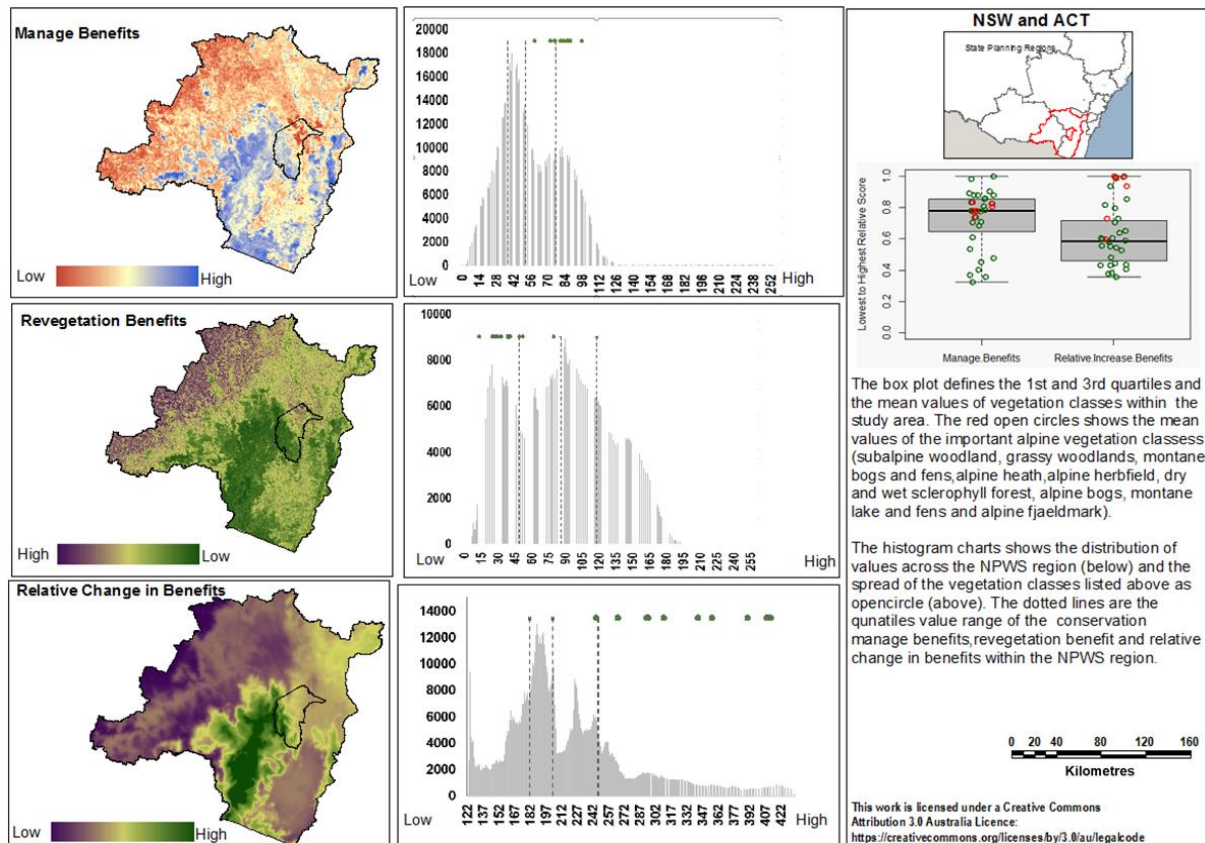 Manage Benefits
Low High
20000
19000
18000
17000
16000
15000
14000
13000
12000
11000
10000
9000
8000
7000
6000
5000
4000
3000
2000
1000
0
Low High
0 14 28 42 56 70 84 98 112 126 140 154 168 182 196 210 224 238 252
Revegetation Benefits
High Low
10000
8000
6000
4000
2000
0
Low High
0 15 30 45 60 75 90 105 120 135 150 165 180 195 210 225 240 255
Relative Change in Benefits
Low High
14000
12000
10000
8000
6000
4000
2000
0
Low High
122 137 152 167 182 197 212 227 242 257 272 287 302 317 332 347 362 377 392 407 422
NSW and ACT
State Planning Regions
Lowest to Highest Relative Score
1.0
0.8
0.6
0.4
0.2
0.0
Manage.Benefits Relative.Increase.Benefits
The box plot defines the 1st and 3rd quartiles and
the mean values of vegetation classes within the
study area. The red open circles shows the mean
values of the important alpine vegetation classess
(subalpine woodland, grassy woodlands, montane
bogs and fens,alpine heath,alpine herbfield, dry
and wet sclerophyll forest, alpine bogs, montane
lake and fens and alpine fjaeldmark).
The histogram charts shows the distribution of
values across the NPWS region (below) and the
spread of the vegetation classes listed above as
opencircle (above). The dotted lines are the
qunatiles value range of the conservation
manage benefits,revegetation benefit and relative
change in benefits within the NPWS region.
0 20 40 80 120 160
Kilometres
This work is licensed under a Creative Commons
Attribution 3.0 Australia Licence:
https://creativecommons.org/licenses/by/3.0/au/legalcode